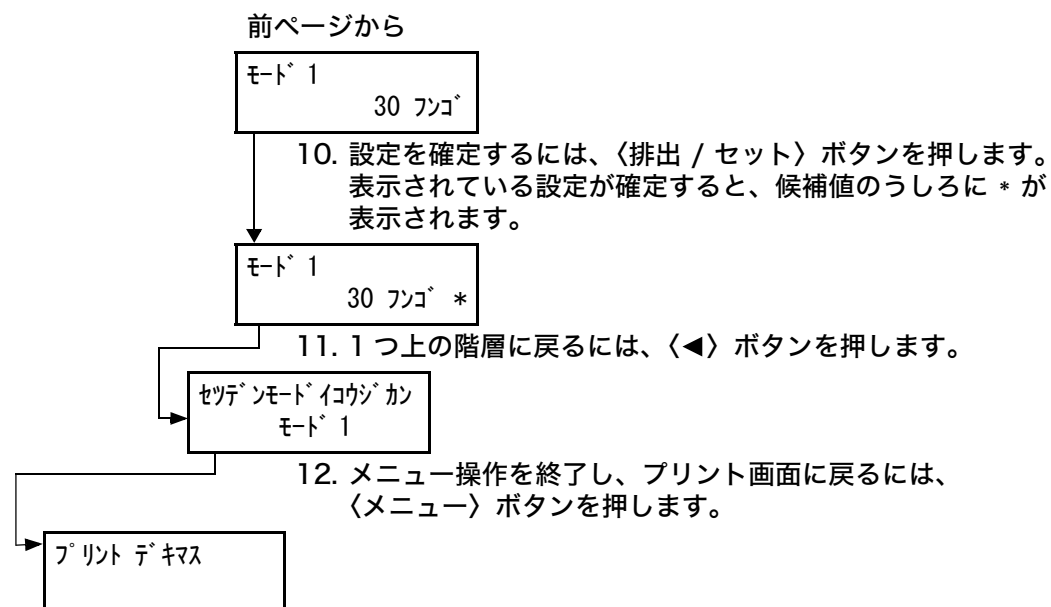 前ページから
ﾓｰﾄﾞ 1
30 ﾌﾝｺﾞ
10. 設定を確定するには、〈排出 / セット〉ボタンを押します。
表示されている設定が確定すると、候補値のうしろに * が
表示されます。
ﾓｰﾄﾞ 1
30 ﾌﾝｺﾞ *
11. 1 つ上の階層に戻るには、〈◀〉ボタンを押します。
ｾﾂﾃﾞﾝﾓｰﾄﾞｲｺｳｼﾞｶﾝ
ﾓｰﾄﾞ 1
12. メニュー操作を終了し、プリント画面に戻るには、
〈メニュー〉ボタンを押します。
ﾌﾟﾘﾝﾄ ﾃﾞｷﾏｽ